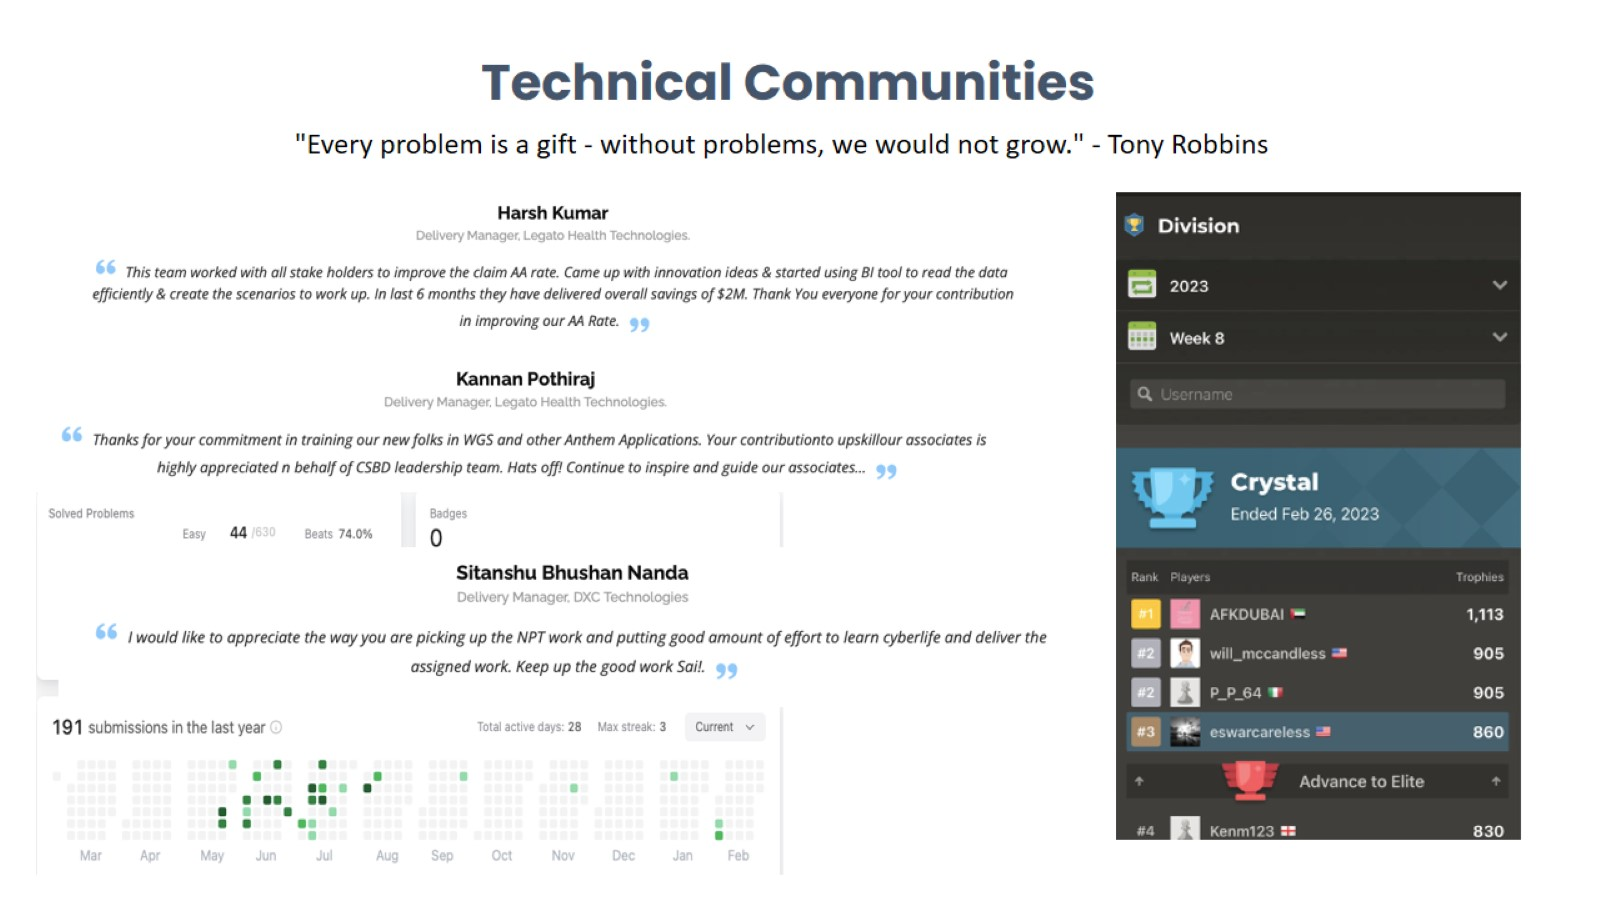 Technical Communities
"Every problem is a gift - without problems, we would not grow." - Tony Robbins
Harsh Kumar
Delivery Manager, Legato Health Technologies.
“ This team worked with all stake holders to improve the claim AA rate. Came up with innovation ideas & started using BI tool to read the data
efficiently & create the scenarios to work up. In last 6 months they have delivered overall savings of $2M. Thank You everyone for your contribution
in improving our AA Rate. ”
Kannan Pothiraj
Delivery Manager, Legato Health Technologies.
“ Thanks for your commitment in training our new folks in WGS and other Anthem Applications. Your contributionto upskillour associates is
highly appreciated n behalf of CSBD leadership team. Hats off! Continue to inspire and guide our associates... ”
Solved Problems
Easy 44 /630 Beats 74.0%
Badges
0
Sitanshu Bhushan Nanda
Delivery Manager, DXC Technologies
“ I would like to appreciate the way you are picking up the NPT work and putting good amount of effort to learn cyberlife and deliver the
assigned work. Keep up the good work Sai!. ”
191 submissions in the last year
Total active days: 28 Max streak: 3 Current
Mar Apr May Jun Jul Aug Sep Oct Nov Dec Jan Feb
Division
2023
Week 8
Username
Crystal
Ended Feb 26, 2023
Rank Players Trophies
#1 AFKDUBAI 1,113
#2 will_mccandless 905
#2 P_P_64 905
#3 eswarcareless 860
Advance to Elite
#4 Kenm123 830